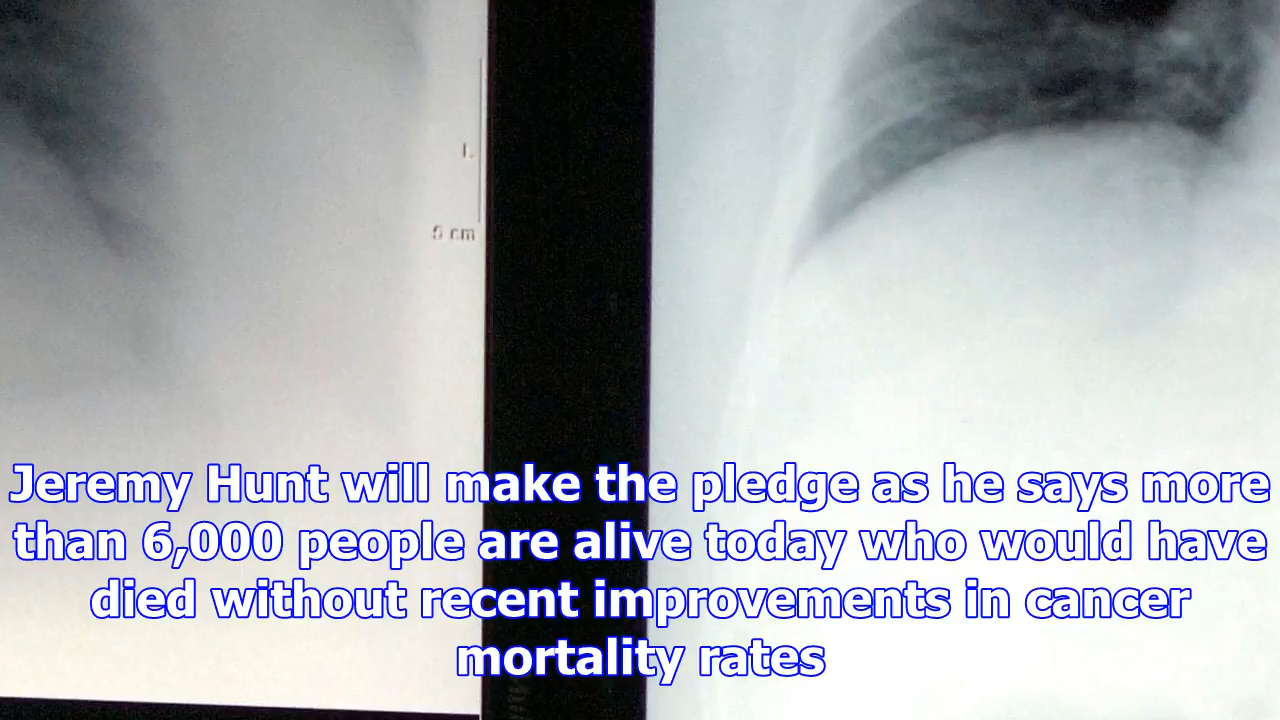 L
5 cm
Jeremy Hunt will make the pledge as he says more
than 6,000 people are alive today who would have
died without recent improvements in cancer
mortality rates